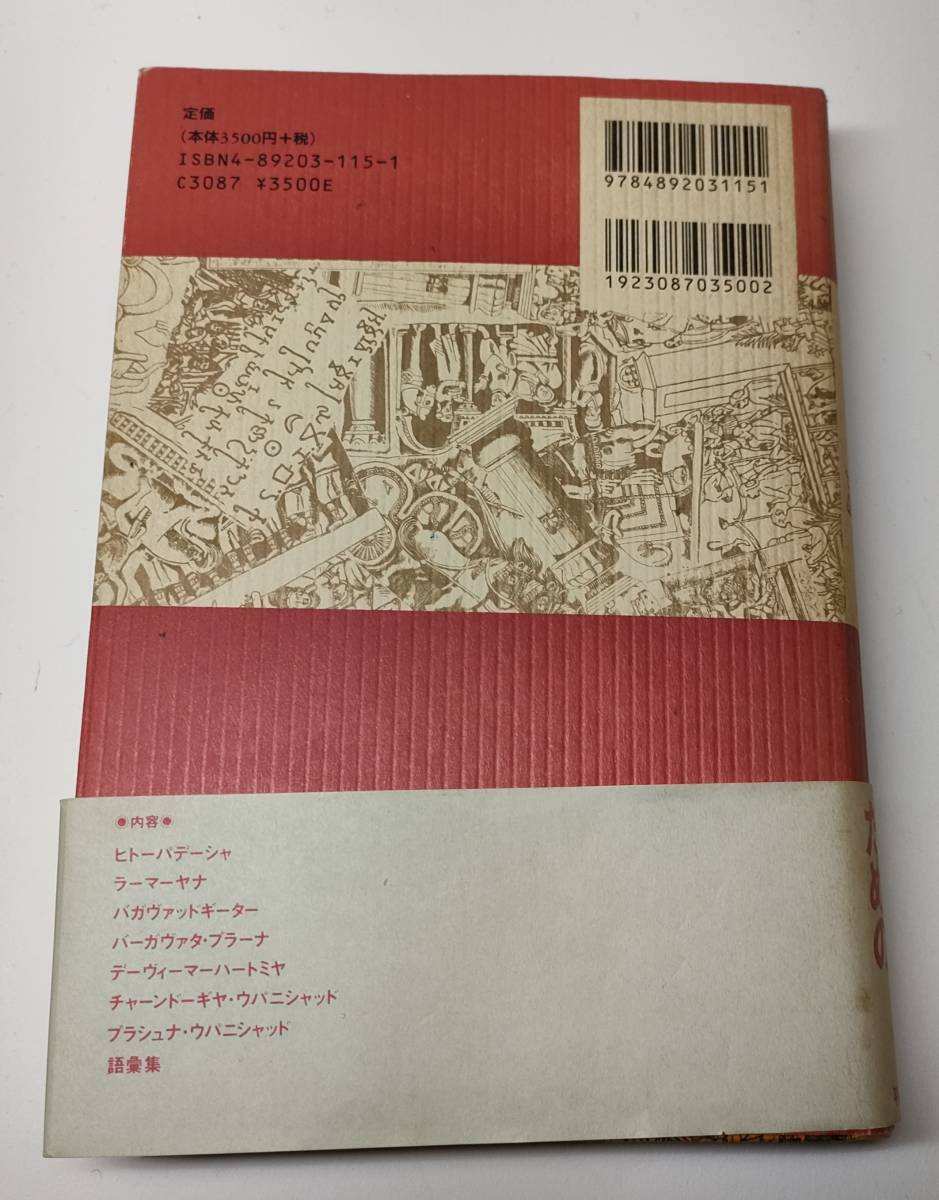 定価
(本体3500円+税)
ISBN4-89203-115-1
C3087 ¥3500E
9784892031151
1923087035002
◉内容◉
ヒトーパデーシャ
ラーマーヤナ
バガヴァッドギーター
バーガヴァタ・プラーナ
デーヴィーマーハートミヤ
チャーンドーギヤ・ウパニシャッド
プラシュナ・ウパニシャッド
語彙集
ための